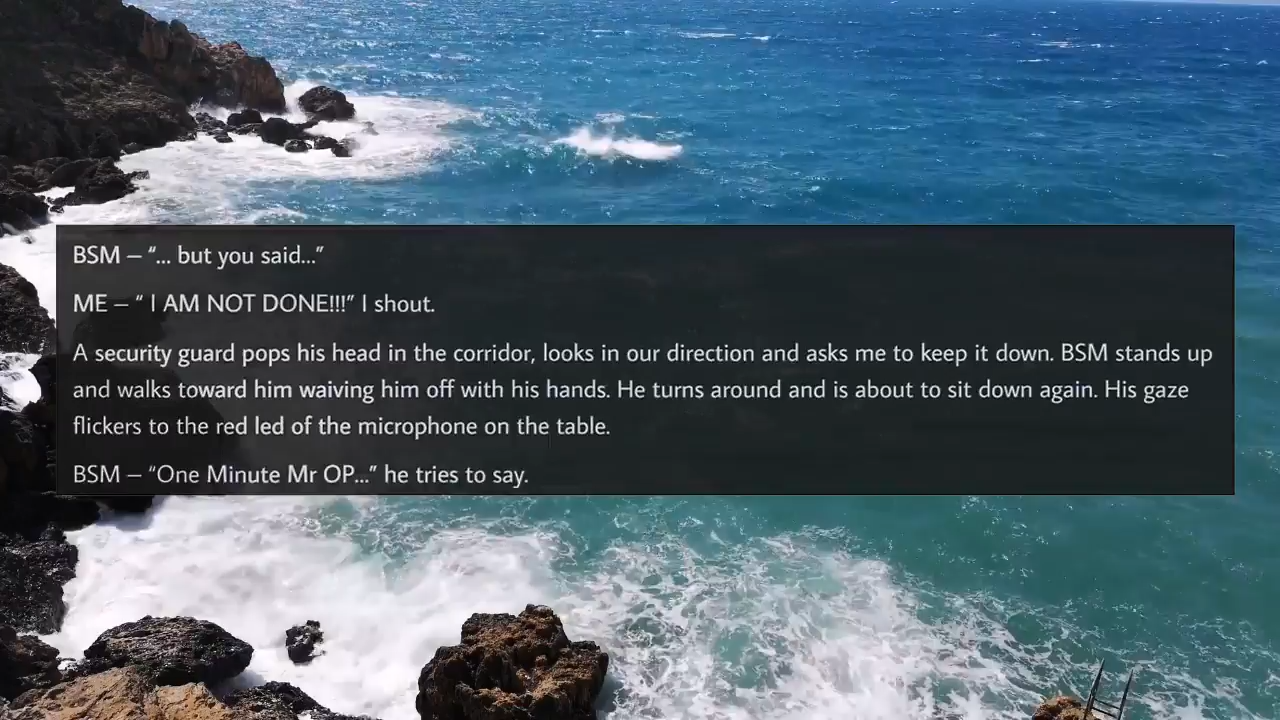 BSM – “... but you said...”
ME – “ I AM NOT DONE!!!” I shout.
A security guard pops his head in the corridor, looks in our direction and asks me to keep it down. BSM stands up
and walks toward him waiving him off with his hands. He turns around and is about to sit down again. His gaze
flickers to the red led of the microphone on the table.
BSM – “One Minute Mr OP...” he tries to say.